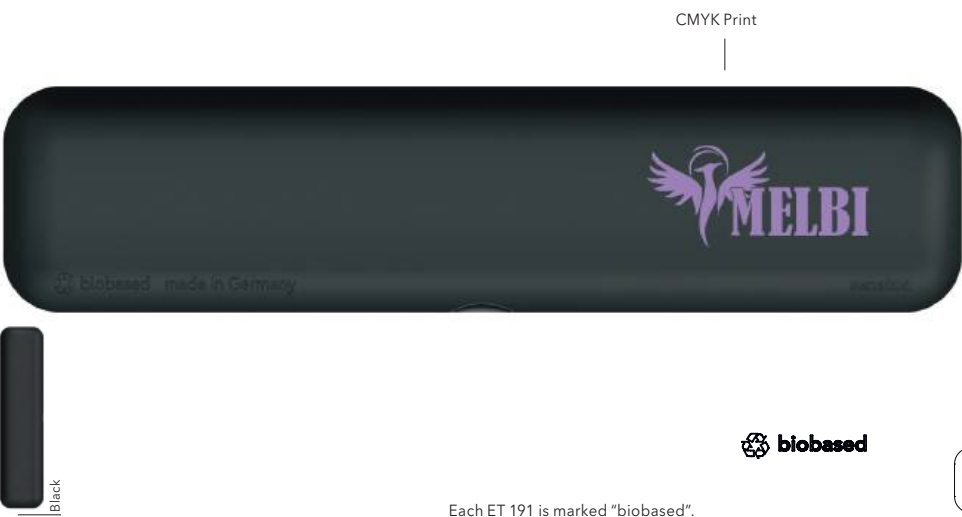 CMYK Print
MELBI
biobased made in Germany
Black
biobased
Each ET 191 is marked "biobased".